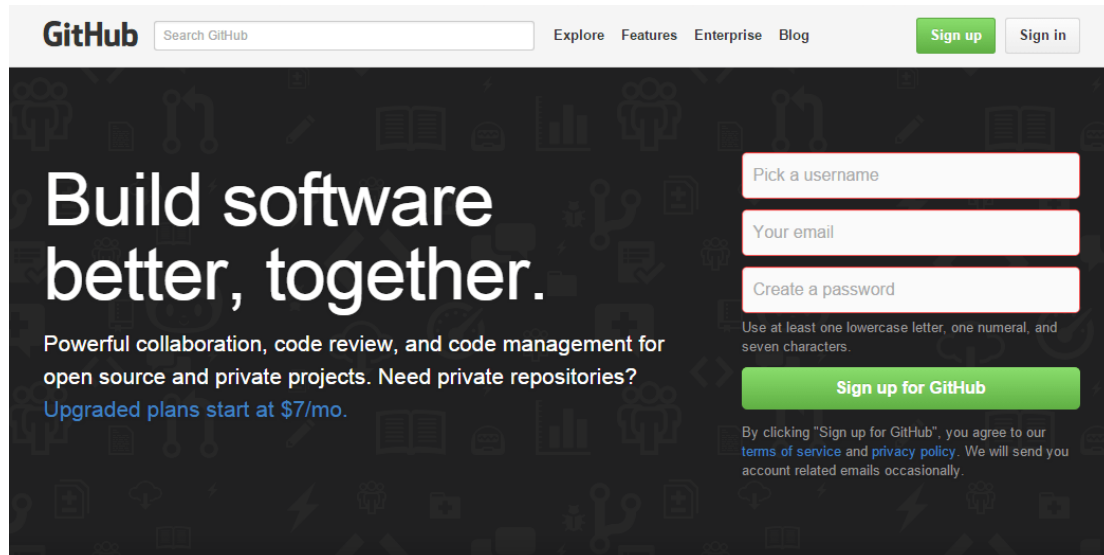 GitHub Search GitHub Explore Features Enterprise Blog Sign up Sign in
Build software
better, together.
Powerful collaboration, code review, and code management for
open source and private projects. Need private repositories?
Upgraded plans start at $7/mo.
Pick a username
Your email
Create a password
Use at least one lowercase letter, one numeral, and
seven characters.
Sign up for GitHub
By clicking "Sign up for GitHub", you agree to our
terms of service and privacy policy. We will send you
account related emails occasionally.